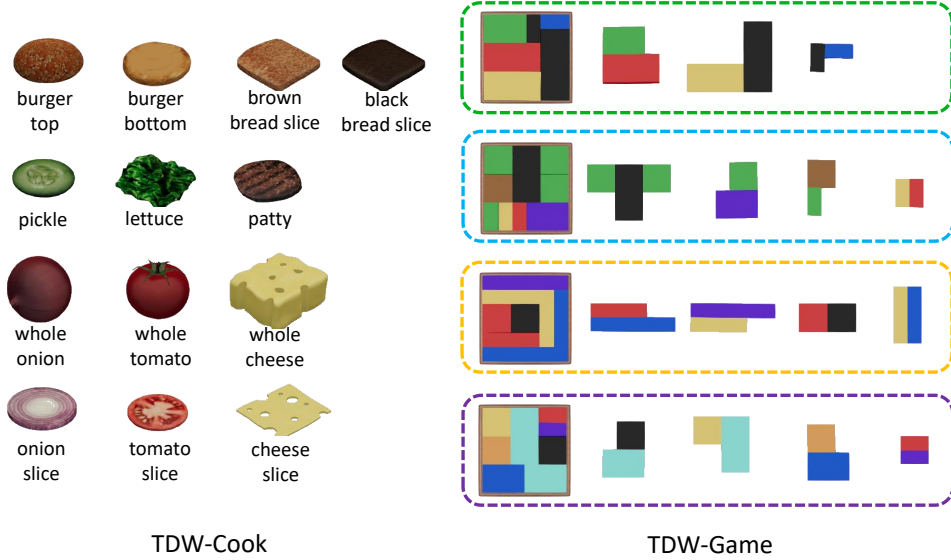 burger
top
burger
bottom
brown
bread slice
black
bread slice
pickle
lettuce
patty
whole
onion
whole
tomato
whole
cheese
onion
slice
tomato
slice
cheese
slice
TDW-Cook
TDW-Game